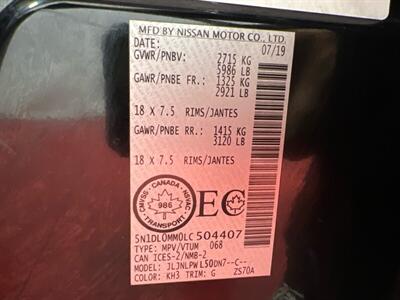 MFD BY NISSAN MOTOR CO., LTD.
DATE: 07/19
GVWR/PNBV: 2715 KG
5986 LB
GAWR/PNBE FR.: 1325 KG
2921 LB
18 X 7.5 RIMS/JANTES
GAWR/PNBE RR.: 1415 KG
3120 LB
18 X 7.5 RIMS/JANTES
CANADA
CMVSS 986 NSVAC
EC
5N1DL0MM0LC504407
TYPE: MPV/VTUM 068
CAN ICES-2/NMB-2
MODEL: JLJNLPWL50DN7--C--
COLOR: KH3 TRIM: G ZS70A